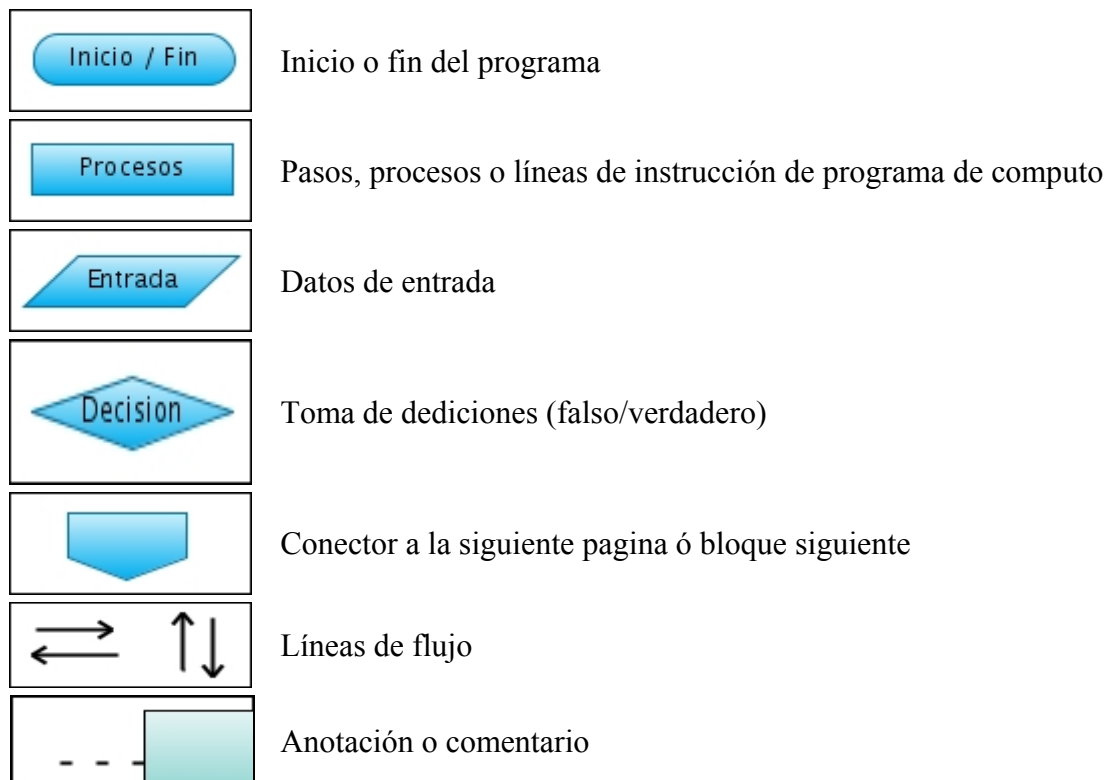 Inicio / Fin
Inicio o fin del programa
Procesos
Pasos, procesos o líneas de instrucción de programa de computo
Entrada
Datos de entrada
Decision
Toma de dediciones (falso/verdadero)
Conector a la siguiente pagina ó bloque siguiente
Líneas de flujo
Anotación o comentario